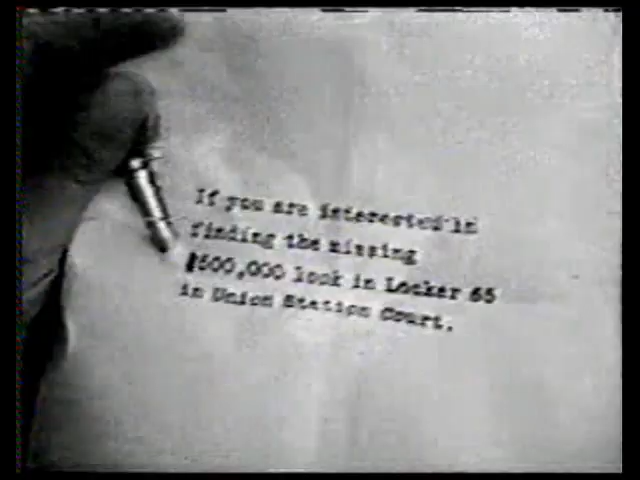 If you are interested in
finding the missing
$500,000 look in Locker 65
in Union Station Court.